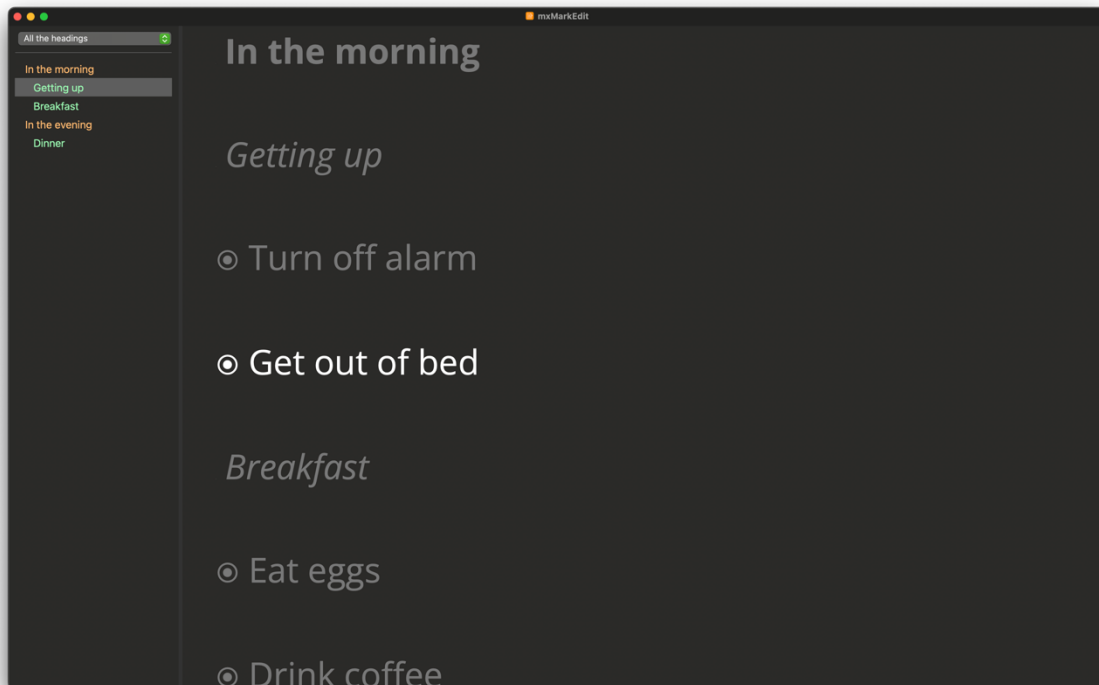 mxMarkEdit
All the headings
In the morning
Getting up
Breakfast
In the evening
Dinner
In the morning
Getting up
Turn off alarm
Get out of bed
Breakfast
Eat eggs
Drink coffee